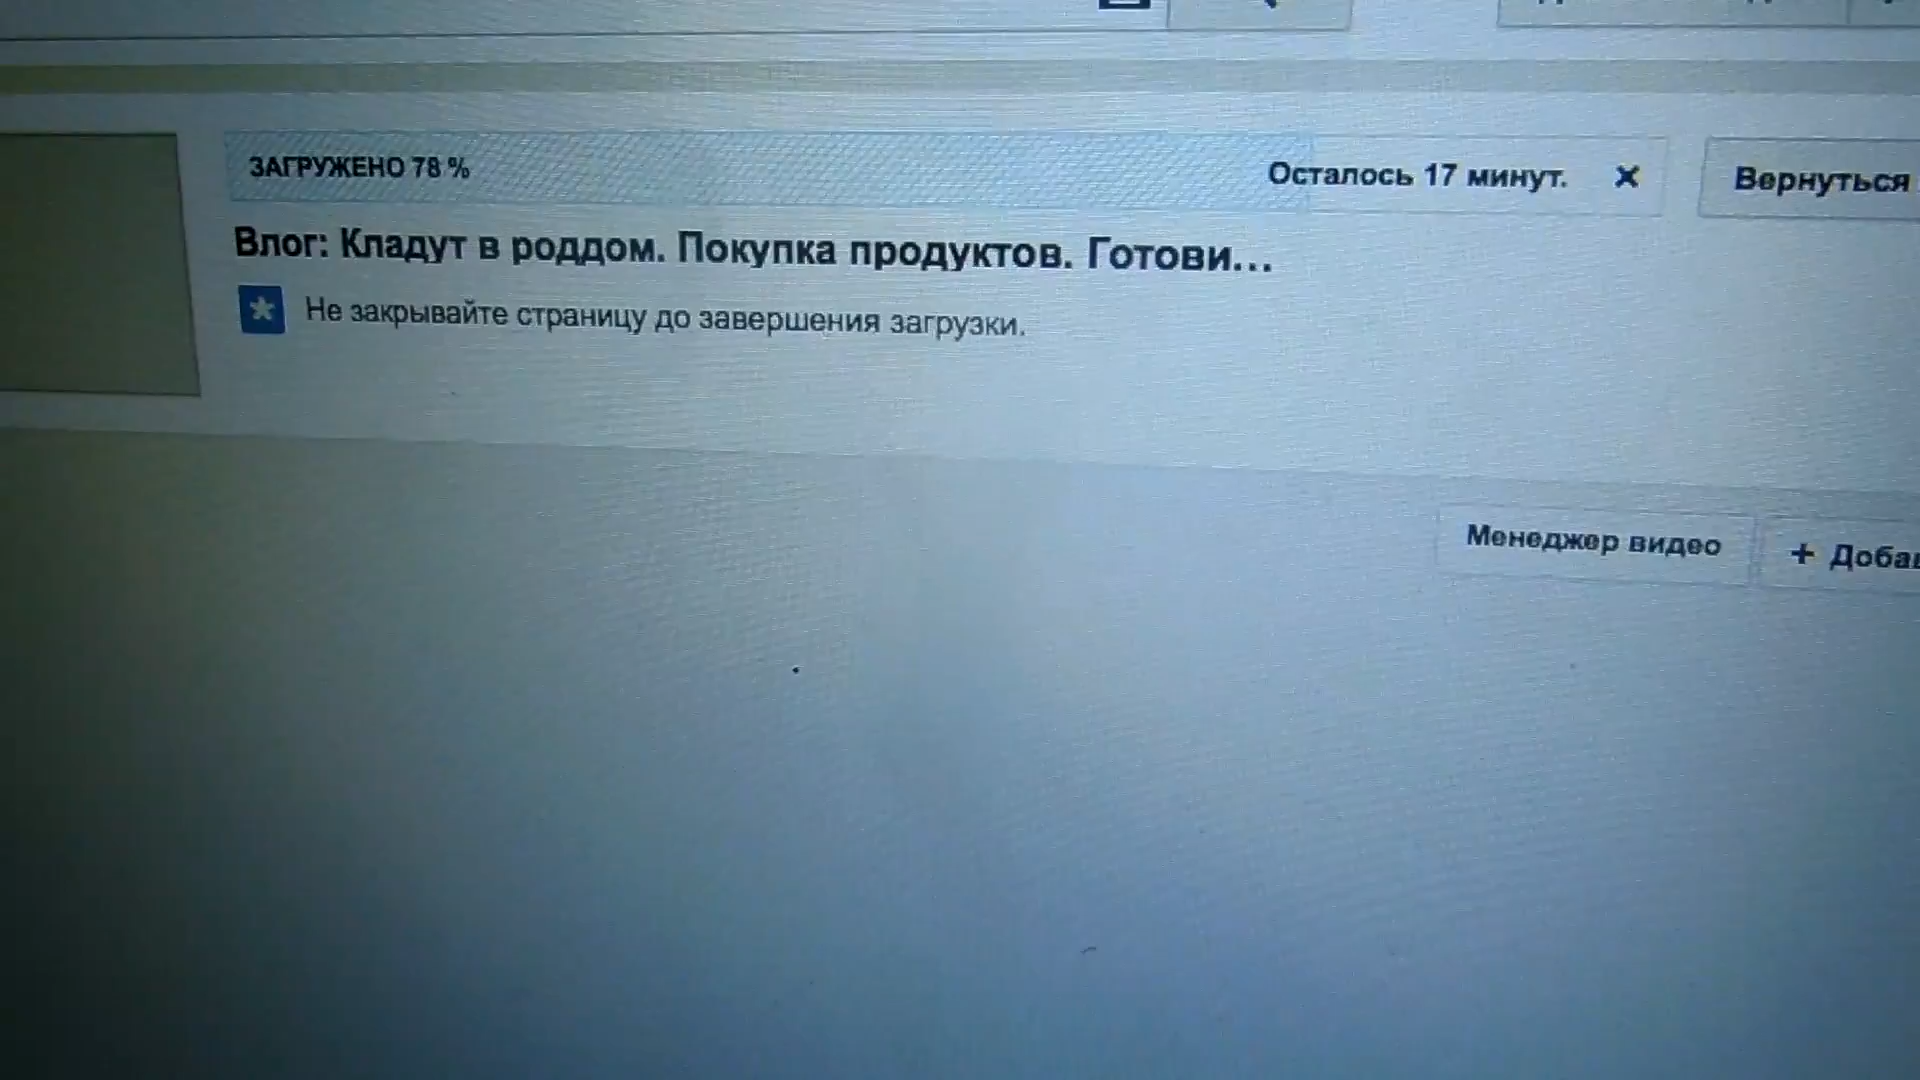 ЗАГРУЖЕНО 78 %
Осталось 17 минут.
Вернуться
Влог: Кладут в роддом. Покупка продуктов. Готови...
Не закрывайте страницу до завершения загрузки.
Менеджер видео
+ Доба